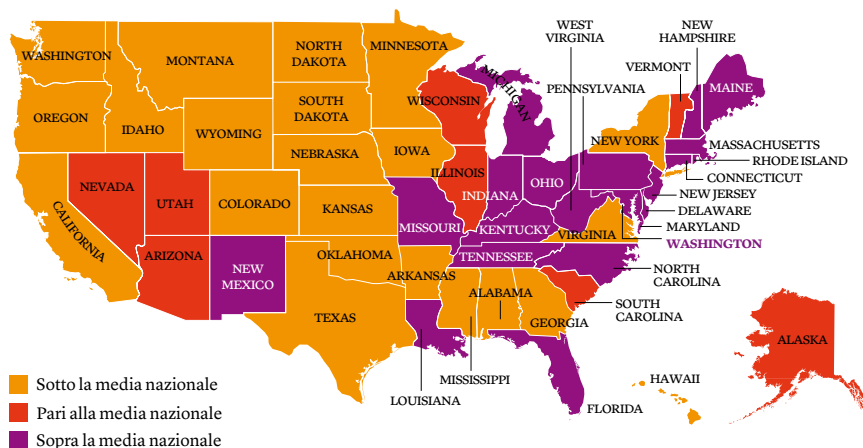 WEST
VIRGINIA
NEW
HAMPSHIRE
WASHINGTON
MONTANA
NORTH
DAKOTA
MINNESOTA
VERMONT
MICHIGAN
PENNSYLVANIA
MAINE
WISCONSIN
OREGON
IDAHO
SOUTH
DAKOTA
WYOMING
NEW YORK
MASSACHUSETTS
RHODE ISLAND
CONNECTICUT
NEBRASKA
IOWA
ILLINOIS
INDIANA
OHIO
NEVADA
UTAH
COLORADO
KANSAS
MISSOURI
KENTUCKY
NEW JERSEY
DELAWARE
MARYLAND
VIRGINIA
WASHINGTON
CALIFORNIA
ARIZONA
NEW
MEXICO
OKLAHOMA
ARKANSAS
TENNESSEE
NORTH
CAROLINA
ALABAMA
SOUTH
CAROLINA
TEXAS
GEORGIA
ALASKA
MISSISSIPPI
HAWAII
LOUISIANA
FLORIDA
Sotto la media nazionale
Pari alla media nazionale
Sopra la media nazionale